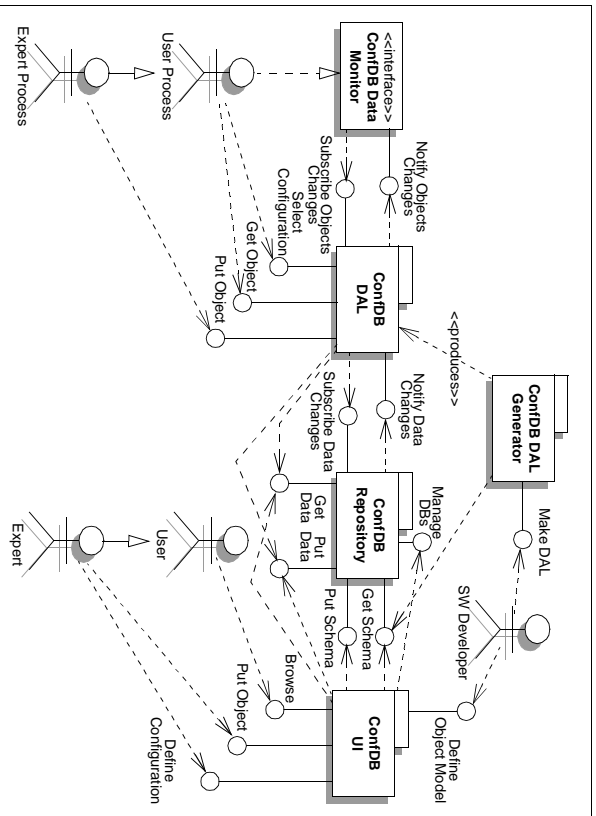 ConfDB DAL
Generator
Make DAL
SW Developer
Define
Object Model
<<produces>>
<<interface>>
ConfDB Data
Monitor
Notify Objects
Changes
Subscribe Objects
Changes
ConfDB
DAL
Notify Data
Changes
Subscribe Data
Changes
ConfDB
Repository
Manage
DBs
Get Schema
Put Schema
ConfDB
UI
Select
Configuration
Get Object
Put Object
Get
Data
Put
Data
Browse
Put Object
Define
Configuration
User Process
Expert Process
User
Expert